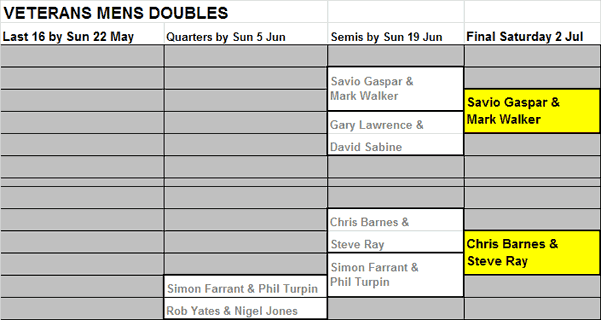 VETERANS MENS DOUBLES
Last 16 by Sun 22 May
Quarters by Sun 5 Jun
Semis by Sun 19 Jun
Final Saturday 2 Jul
Savio Gaspar &
Mark Walker
Savio Gaspar &
Mark Walker
Gary Lawrence &
David Sabine
Chris Barnes &
Steve Ray
Chris Barnes &
Steve Ray
Simon Farrant &
Phil Turpin
Simon Farrant & Phil Turpin
Rob Yates & Nigel Jones